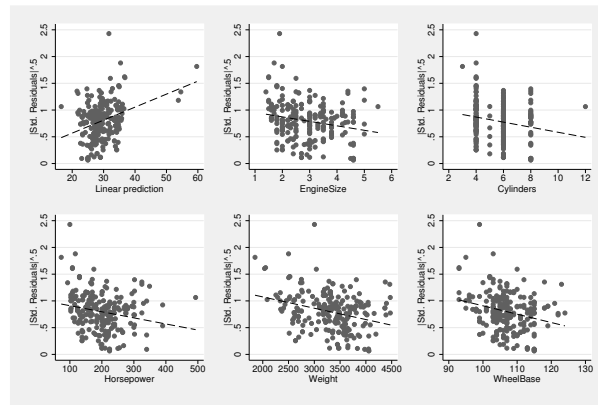 |Std. Residuals|^.5
0 .5 1 1.5 2 2.5
20 30 40 50 60
Linear prediction
|Std. Residuals|^.5
0 .5 1 1.5 2 2.5
1 2 3 4 5 6
EngineSize
|Std. Residuals|^.5
0 .5 1 1.5 2 2.5
2 4 6 8 10 12
Cylinders
|Std. Residuals|^.5
0 .5 1 1.5 2 2.5
100 200 300 400 500
Horsepower
|Std. Residuals|^.5
0 .5 1 1.5 2 2.5
2000 2500 3000 3500 4000 4500
Weight
|Std. Residuals|^.5
0 .5 1 1.5 2 2.5
90 100 110 120 130
WheelBase